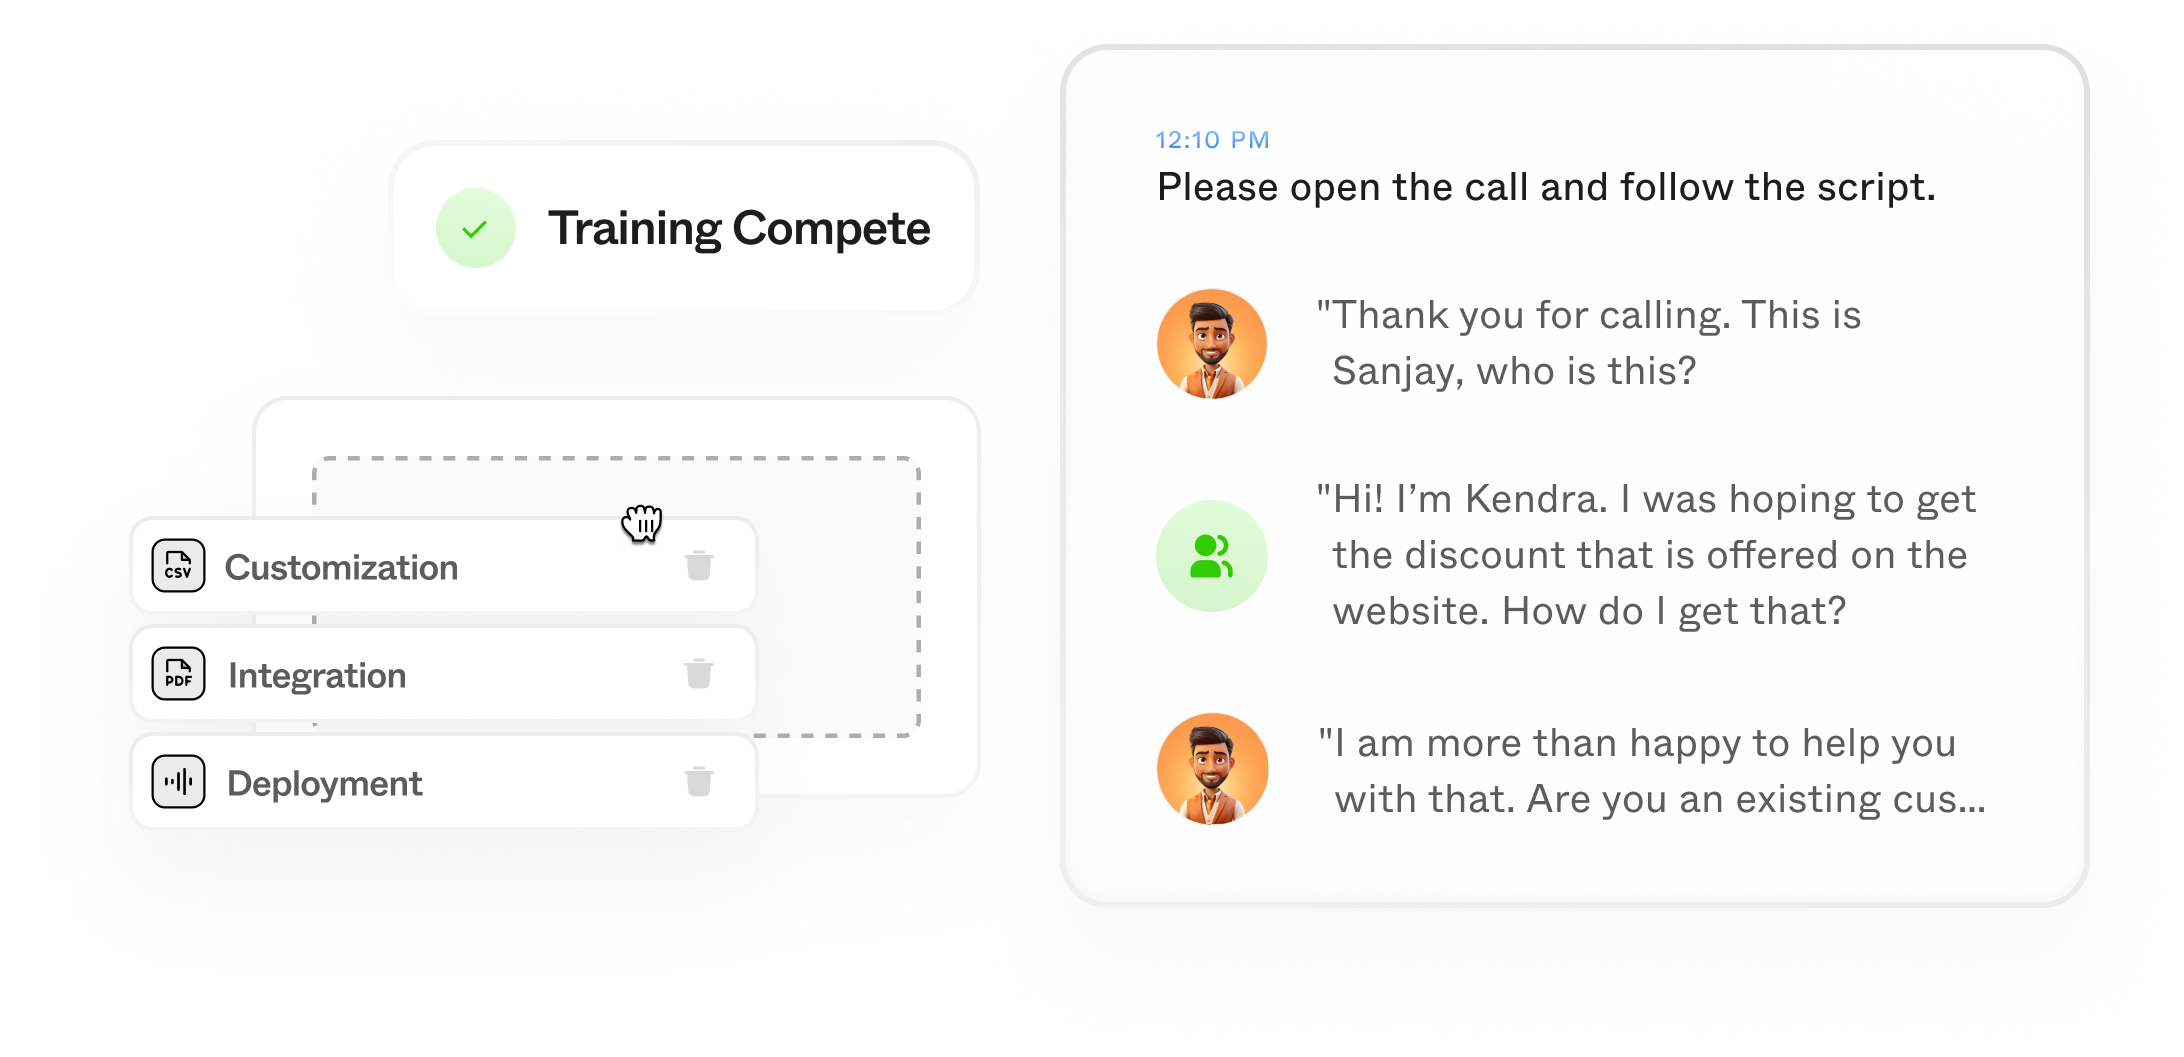 Training Compete
CSV
Customization
PDF
Integration
Deployment
12:10 PM
Please open the call and follow the script.
"Thank you for calling. This is
Sanjay, who is this?
"Hi! I’m Kendra. I was hoping to get
the discount that is offered on the
website. How do I get that?
"I am more than happy to help you
with that. Are you an existing cus...